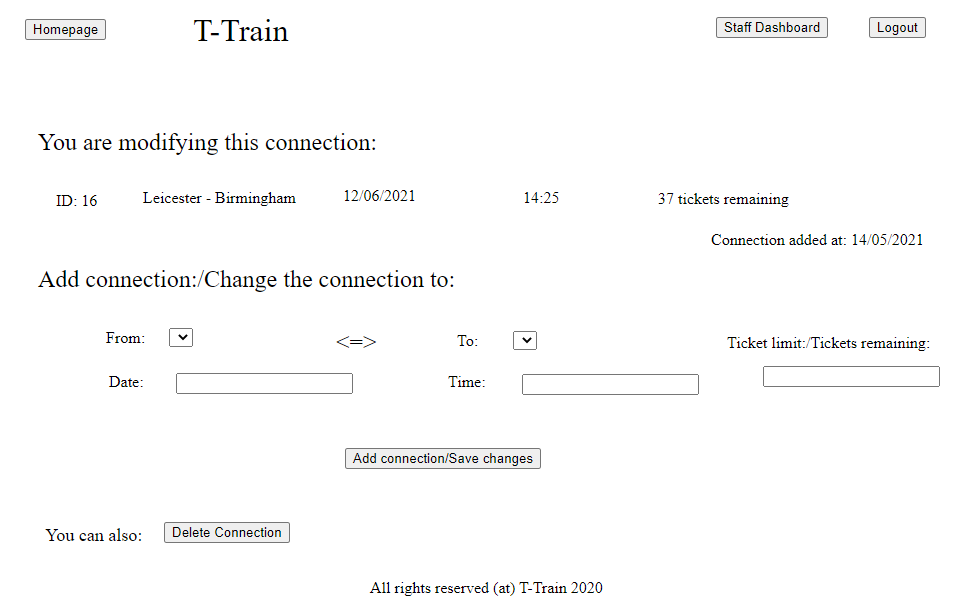 Homepage T-Train Staff Dashboard Logout
You are modifying this connection:
ID: 16 Leicester - Birmingham 12/06/2021 14:25 37 tickets remaining
Connection added at: 14/05/2021
Add connection:/Change the connection to:
From: <=> To: Ticket limit:/Tickets remaining:
Date: Time:
Add connection/Save changes
You can also: Delete Connection
All rights reserved (at) T-Train 2020